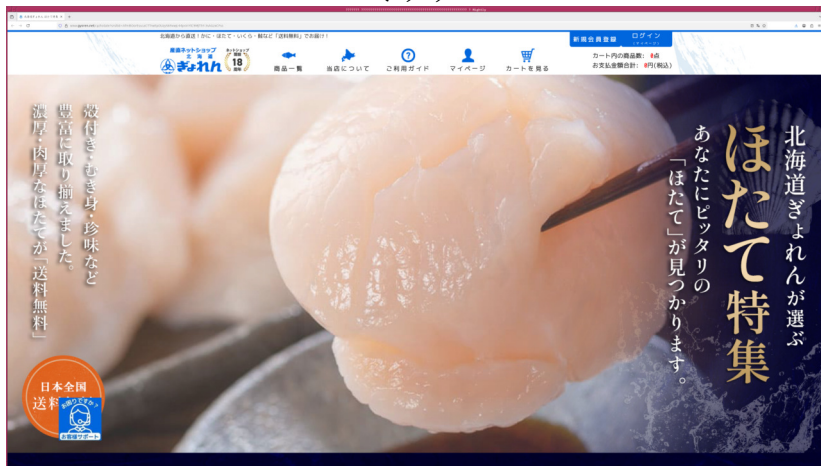 北海道から直送！かに・ほたて・いくら・鮭など「送料無料」でお届け！
新規会員登録
ログイン
産直ネットショップ
北海道
ぎょれん
ネットショップ
開設
18
周年
商品一覧
当店について
ご利用ガイド
マイページ
カートを見る
カート内の商品数: 0点
お支払金額合計: 0円(税込)
北海道ぎょれんが選ぶ
ほたて特集
あなたにピッタリの
「ほたて」が見つかります。
殻付き・むき身・珍味など
豊富に取り揃えました。
濃厚・肉厚なほたてが「送料無料」
日本全国
送料
お困りですか？
お客様サポート